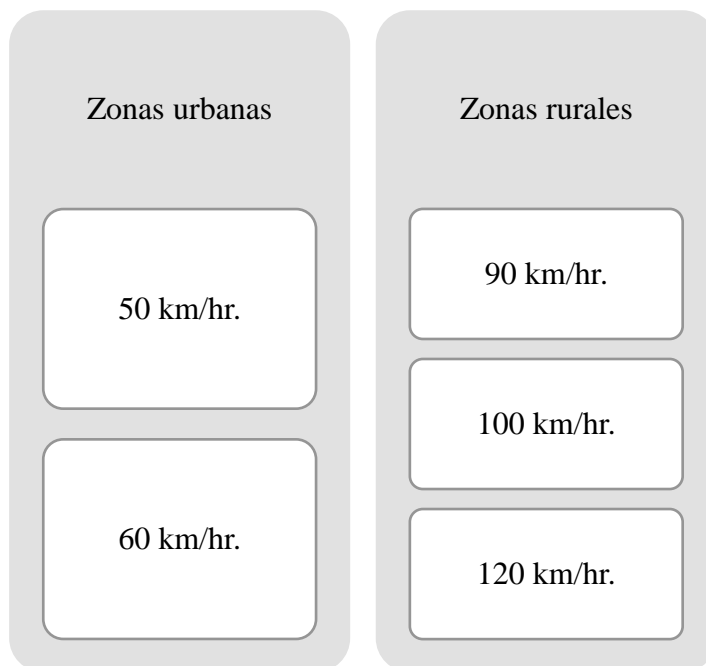 Zonas urbanas
50 km/hr.
60 km/hr.
Zonas rurales
90 km/hr.
100 km/hr.
120 km/hr.